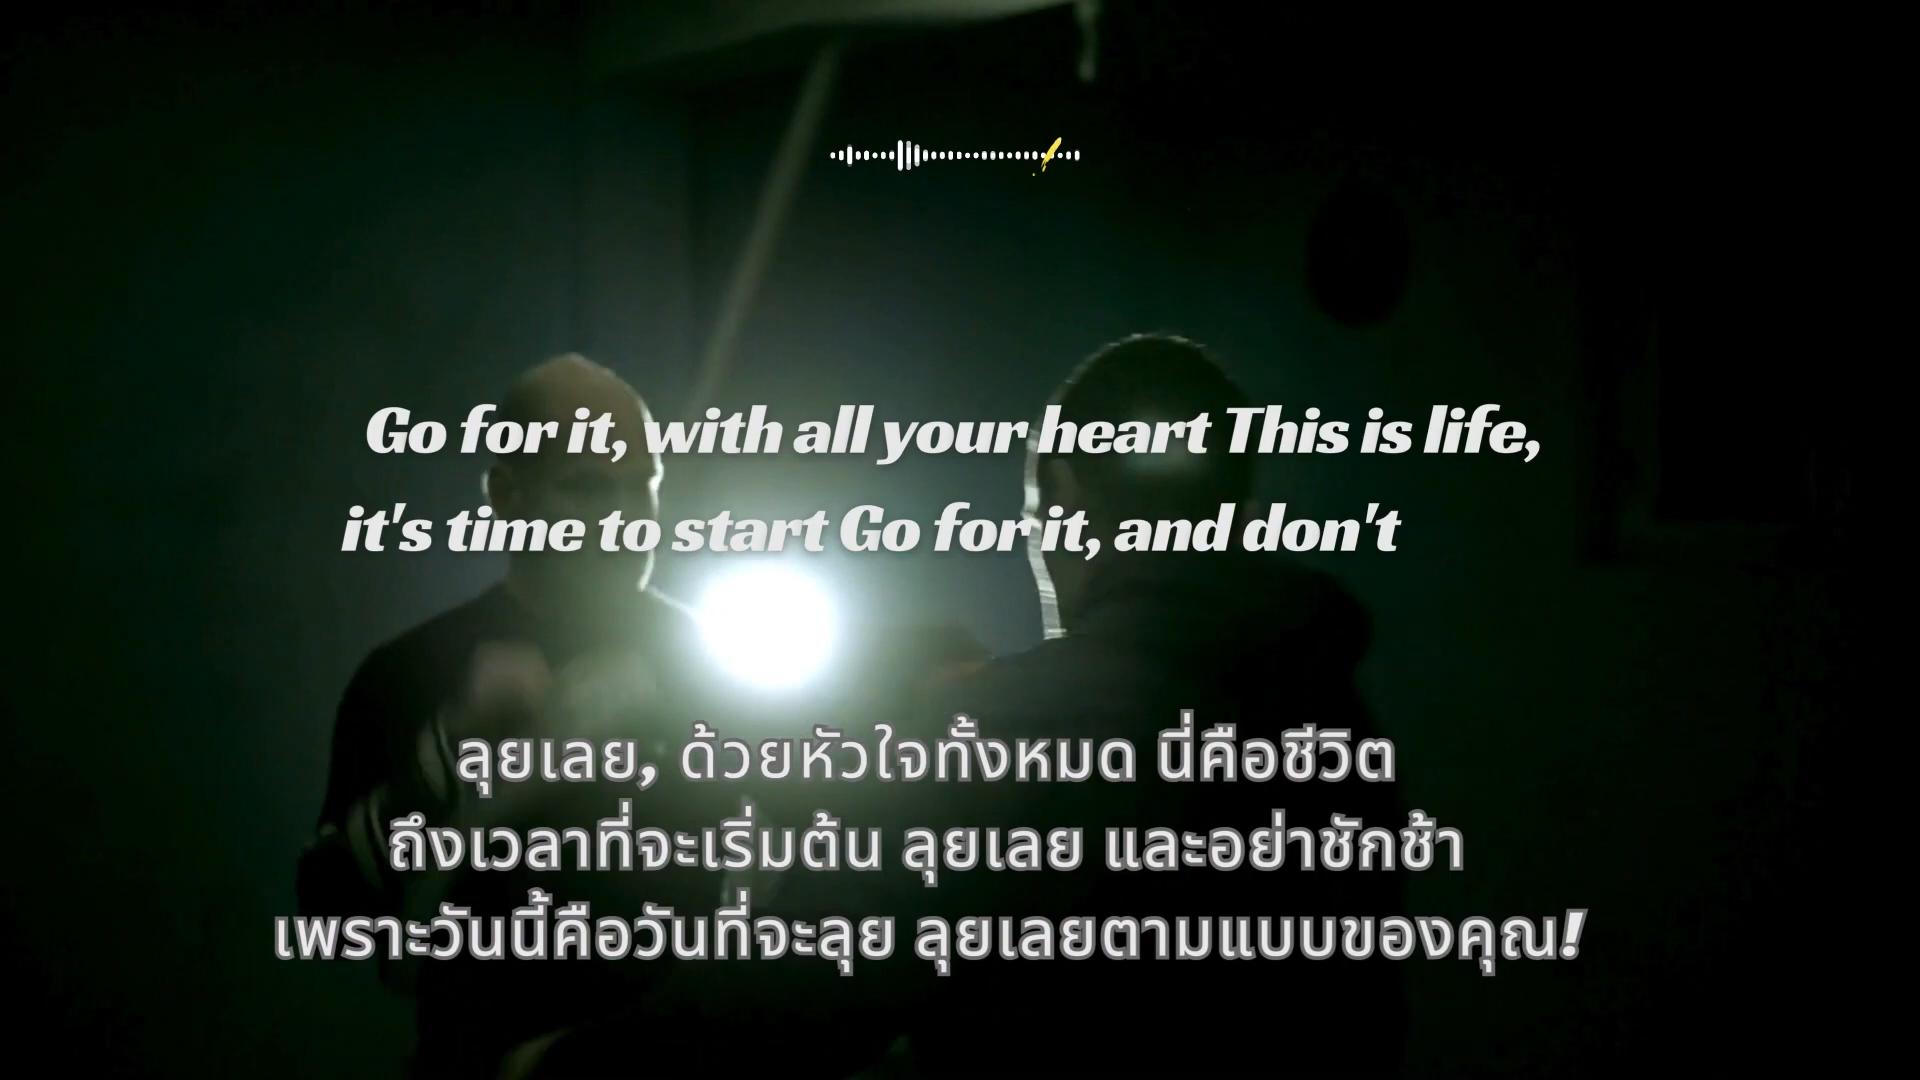 Go for it, with all your heart This is life,
it's time to start Go for it, and don't
ลุยเลย, ด้วยหัวใจทั้งหมด นี่คือชีวิต
ถึงเวลาที่จะเริ่มต้น ลุยเลย และอย่าชักช้า
เพราะวันนี้คือวันที่จะลุย ลุยเลยตามแบบของคุณ!